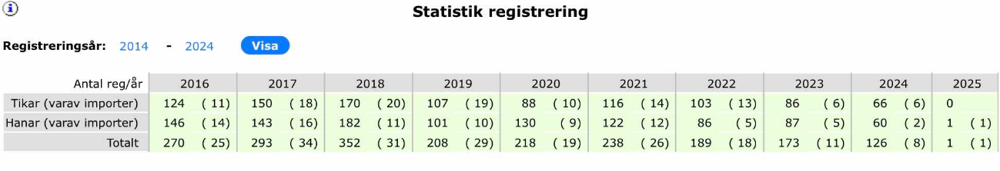 i
Statistik registrering
Registreringsår: 2014 - 2024 Visa
Antal reg/år 2016 2017 2018 2019 2020 2021 2022 2023 2024 2025
Tikar (varav importer) 124 ( 11) 150 ( 18) 170 ( 20) 107 ( 19) 88 ( 10) 116 ( 14) 103 ( 13) 86 ( 6) 66 ( 6) 0
Hanar (varav importer) 146 ( 14) 143 ( 16) 182 ( 11) 101 ( 10) 130 ( 9) 122 ( 12) 86 ( 5) 87 ( 5) 60 ( 2) 1 ( 1)
Totalt 270 ( 25) 293 ( 34) 352 ( 31) 208 ( 29) 218 ( 19) 238 ( 26) 189 ( 18) 173 ( 11) 126 ( 8) 1 ( 1)